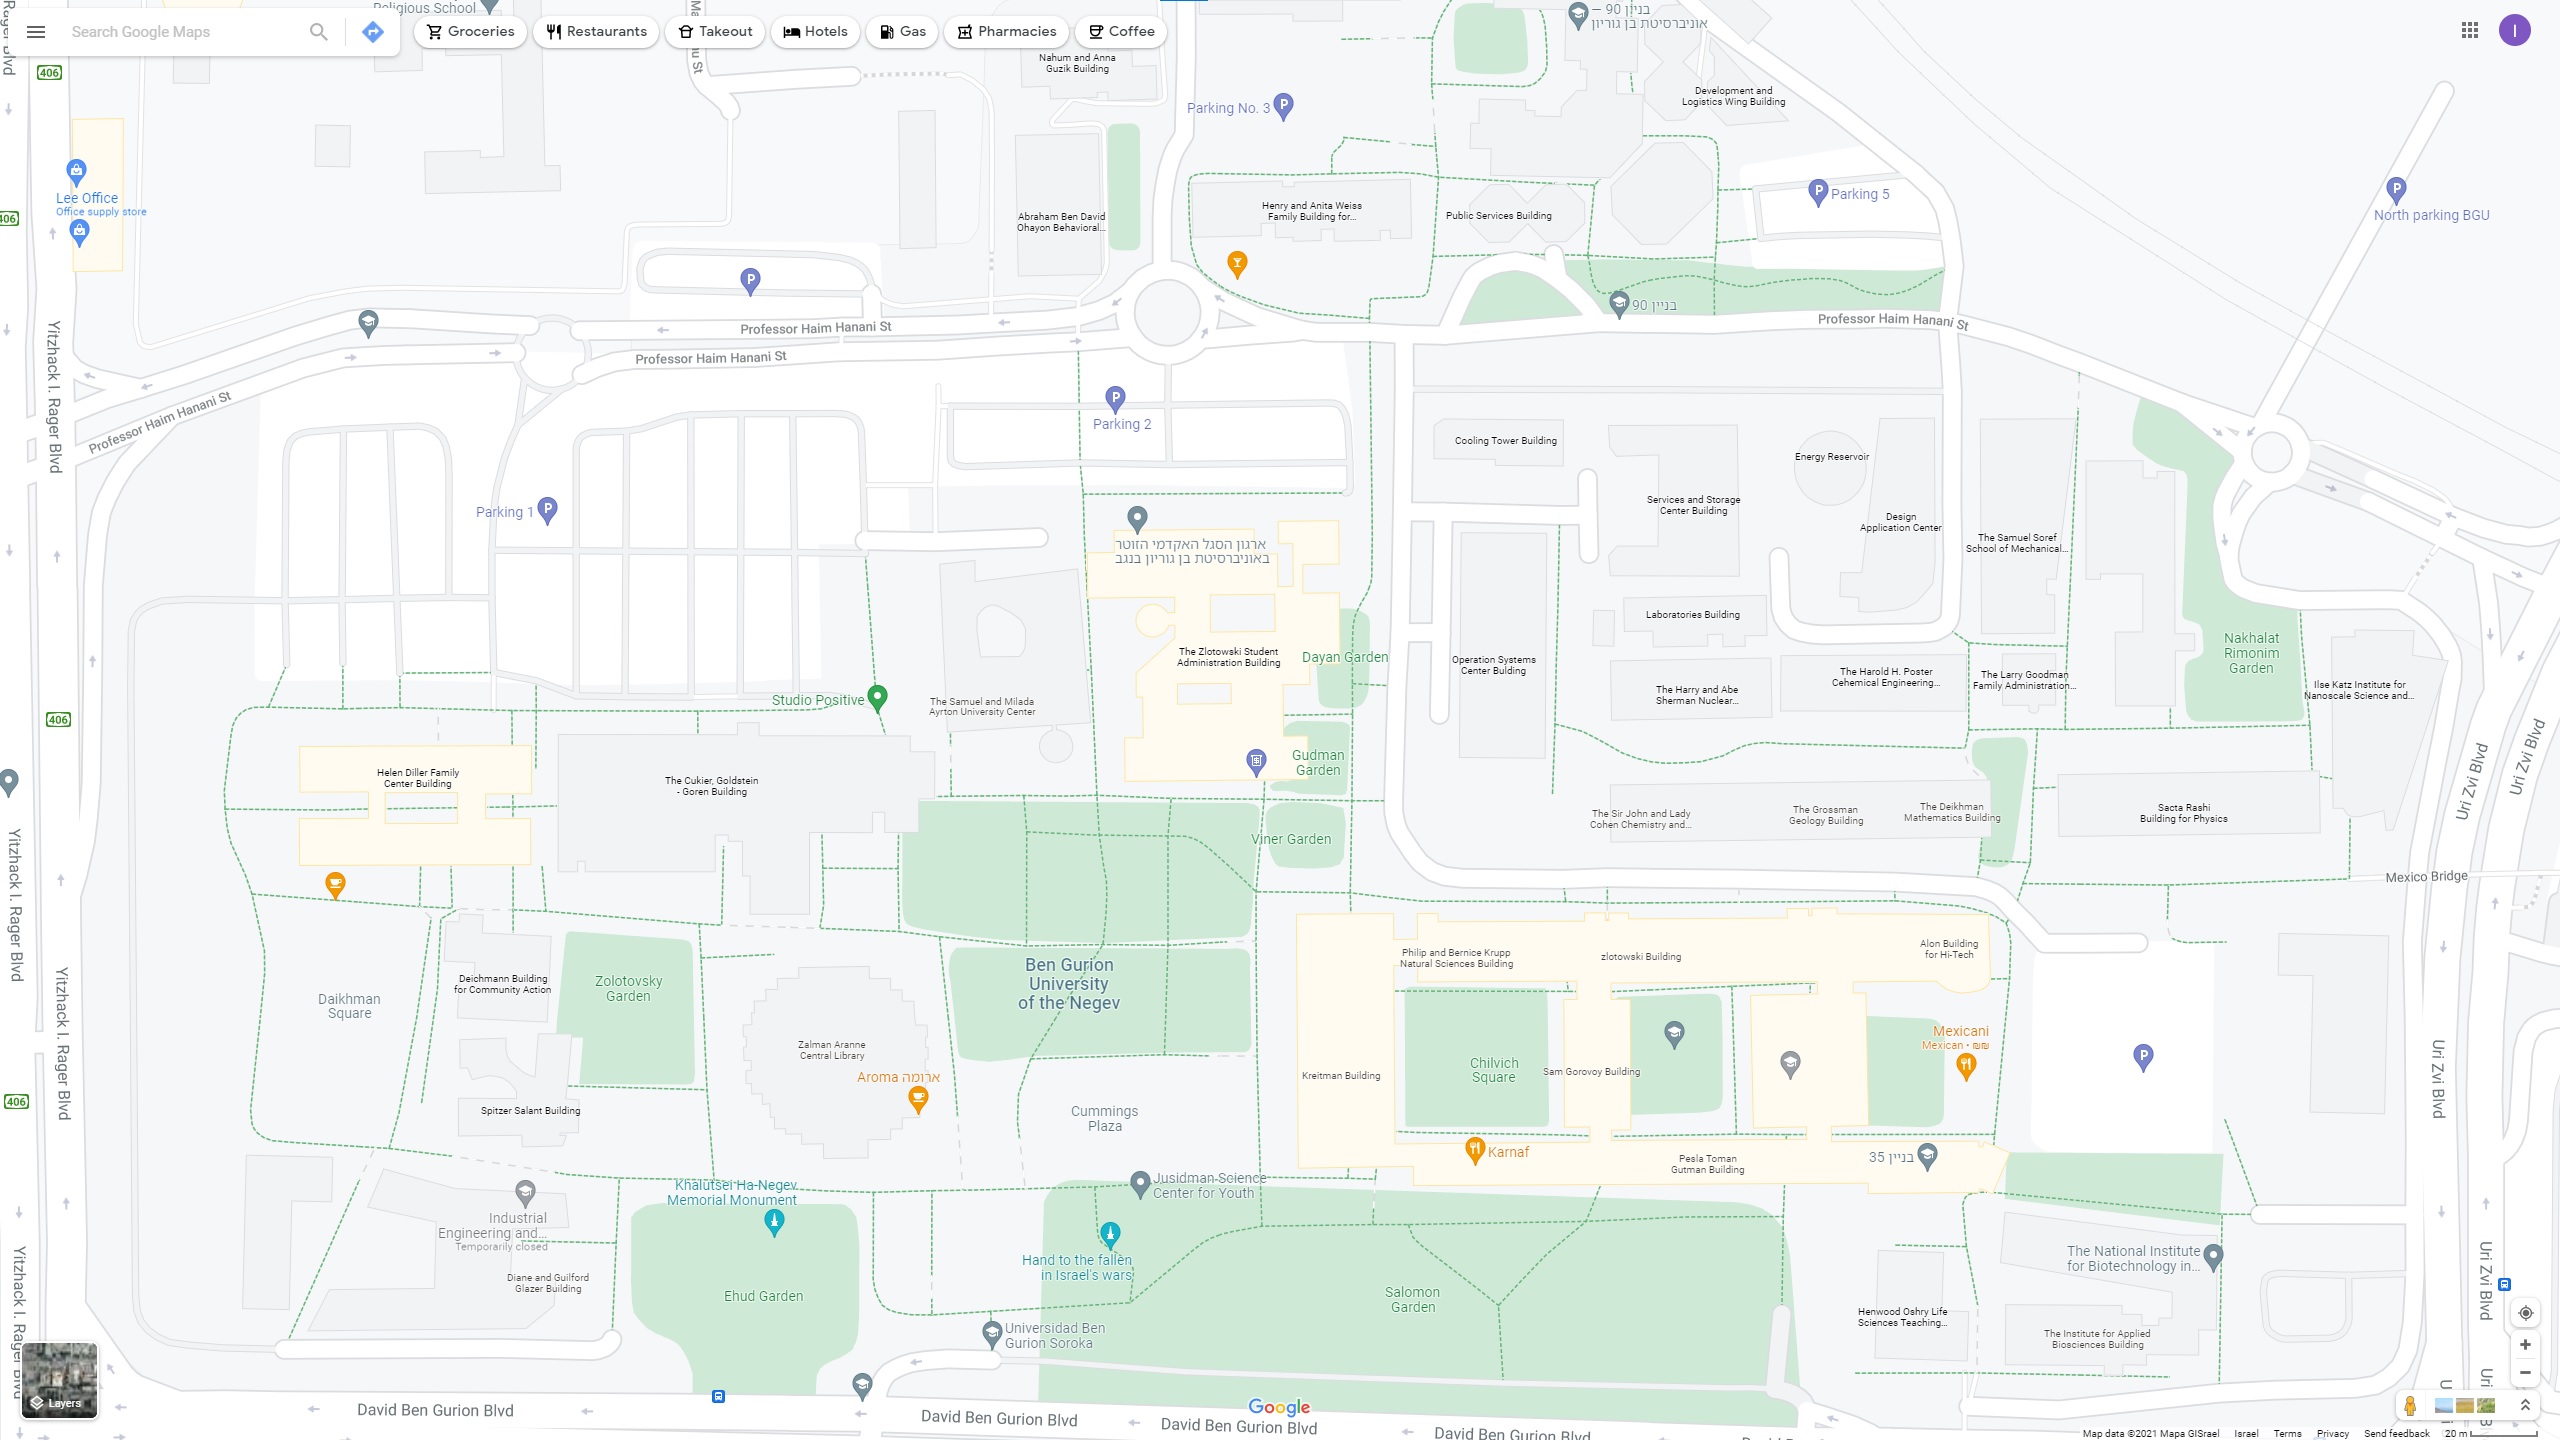 Religious School
Search Google Maps
Groceries
Restaurants
Takeout
Hotels
Gas
Pharmacies
Coffee
I
בניין 90 –
אוניברסיטת בן גוריון
Nahum and Anna
Guzik Building
406
Parking No. 3
Development and
Logistics Wing Building
Lee Office
Office supply store
406
Abraham Ben David
Ohayon Behavioral...
Henry and Anita Weiss
Family Building for...
Public Services Building
Parking 5
North parking BGU
בניין 90
Professor Haim Hanani St
Professor Haim Hanani St
Professor Haim Hanani St
Professor Haim Hanani St
Yitzhack I. Rager Blvd
Parking 2
Parking 1
Cooling Tower Building
Energy Reservoir
Services and Storage
Center Building
Design
Application Center
The Samuel Soref
School of Mechanical...
ארגון הסגל האקדמי הזוטר
באוניברסיטת בן גוריון בנגב
Laboratories Building
The Zlotowski Student
Administration Building
Dayan Garden
Operation Systems
Center Building
The Harry and Abe
Sherman Nuclear...
The Harold H. Poster
Cehemical Engineering...
The Larry Goodman
Family Administration...
Nakhalat
Rimonim
Garden
Ilse Katz Institute for
Nanoscale Science and...
Studio Positive
The Samuel and Milada
Ayrton University Center
406
Gudman
Garden
Helen Diller Family
Center Building
The Cukier, Goldstein
- Goren Building
Viner Garden
The Sir John and Lady
Cohen Chemistry and...
The Grossman
Geology Building
The Deikhman
Mathematics Building
Sacta Rashi
Building for Physics
Uri Zvi Blvd
Uri Zvi Blvd
Mexico Bridge
Yitzhack I. Rager Blvd
Yitzhack I. Rager Blvd
Ben Gurion
University
of the Negev
Philip and Bernice Krupp
Natural Sciences Building
zlotowski Building
Alon Building
for Hi-Tech
Deichmann Building
for Community Action
Zolotovsky
Garden
Daikhman
Square
Zalman Aranne
Central Library
Aroma ארומה
Mexicani
Mexican • ₪₪
Chilvich
Square
Kreitman Building
Sam Gorovoy Building
Uri Zvi Blvd
406
Spitzer Salant Building
Cummings
Plaza
Karnaf
Pesla Toman
Gutman Building
בניין 35
Khalutsei Ha-Negev
Memorial Monument
Jusidman Science
Center for Youth
Industrial
Engineering and...
Temporarily closed
Hand to the fallen
in Israel's wars
The National Institute
for Biotechnology in...
Diane and Guilford
Glazer Building
Ehud Garden
Salomon
Garden
Henwood Oshry Life
Sciences Teaching...
The Institute for Applied
Biosciences Building
Uri Zvi Blvd
Universidad Ben
Gurion Soroka
Yitzhack I. Rager Blvd
Layers
David Ben Gurion Blvd
David Ben Gurion Blvd
David Ben Gurion Blvd
David Ben Gurion Blvd
Google
Map data ©2021 Mapa GISrael
Israel
Terms
Privacy
Send feedback
20 m